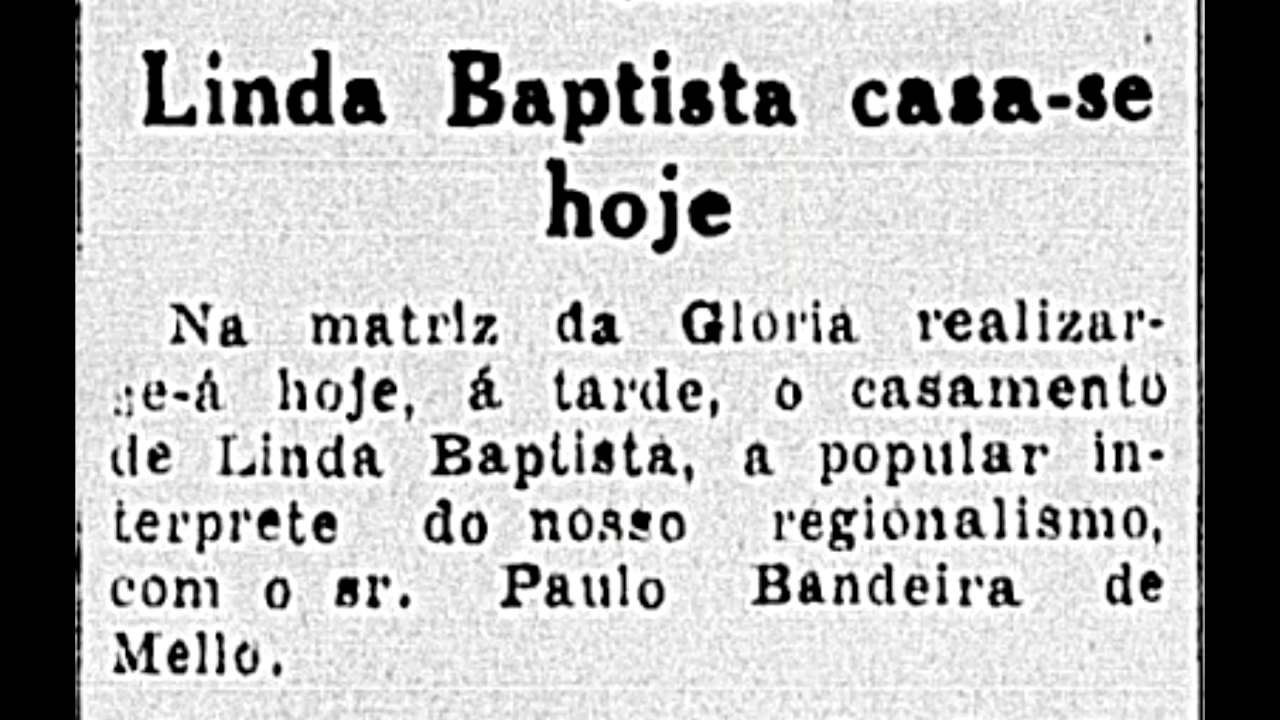 Linda Baptista casa-se
hoje
Na matriz da Gloria realizar-
se-á hoje, á tarde, o casamento
de Linda Baptista, a popular in-
terprete do nosso regionalismo,
com o sr. Paulo Bandeira de
Mello.